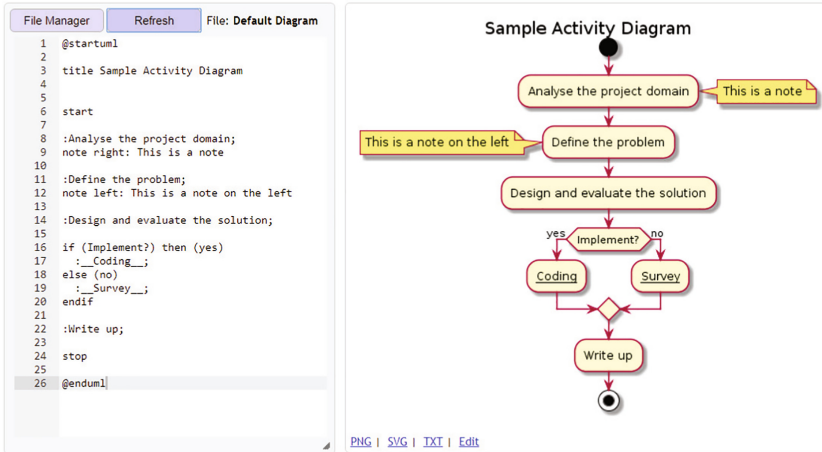 File Manager Refresh File: Default Diagram
1 @startuml
2
3 title Sample Activity Diagram
4
5
6 start
7
8 :Analyse the project domain;
9 note right: This is a note
10
11 :Define the problem;
12 note left: This is a note on the left
13
14 :Design and evaluate the solution;
15
16 if (Implement?) then (yes)
17 :__Coding__;
18 else (no)
19 :__Survey__;
20 endif
21
22 :Write up;
23
24 stop
25
26 @enduml
Sample Activity Diagram
Analyse the project domain This is a note
This is a note on the left Define the problem
Design and evaluate the solution
yes Implement? no
Coding Survey
Write up
PNG | SVG | TXT | Edit